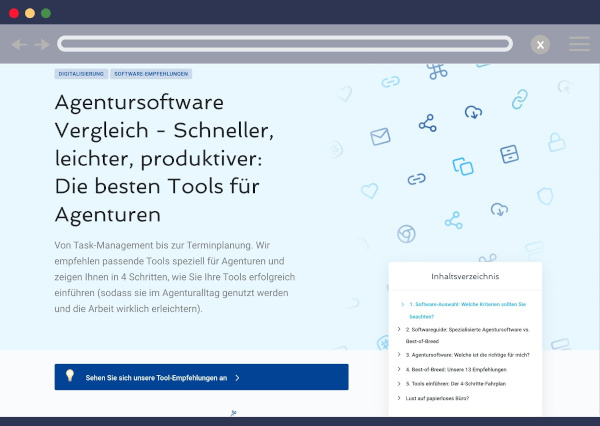 X
DIGITALISIERUNG SOFTWARE-EMPFEHLUNGEN
Agentursoftware
Vergleich - Schneller,
leichter, produktiver:
Die besten Tools für
Agenturen
Von Task-Management bis zur Terminplanung. Wir
empfehlen passende Tools speziell für Agenturen und
zeigen Ihnen in 4 Schritten, wie Sie Ihre Tools erfolgreich
einführen (sodass sie im Agenturalltag genutzt werden
und die Arbeit wirklich erleichtern).
Sehen Sie sich unsere Tool-Empfehlungen an
Inhaltsverzeichnis
1. Software-Auswahl: Welche Kriterien sollten Sie
beachten?
2. Softwareguide: Spezialisierte Agentursoftware vs.
Best-of-Breed
3. Agentursoftware: Welche ist die richtige für mich?
4. Best-of-Breed: Unsere 13 Empfehlungen
5. Tools einführen: Der 4-Schritte-Fahrplan
Lust auf papierloses Büro?